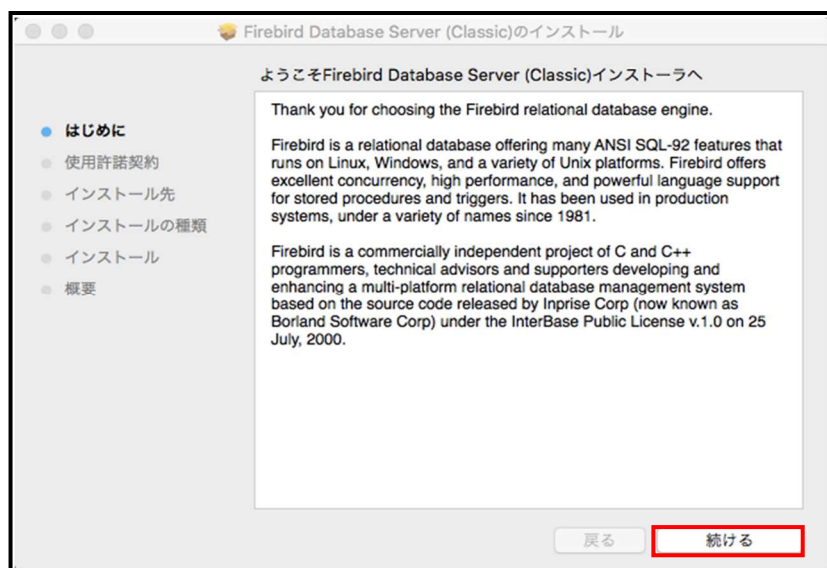 Firebird Database Server (Classic)のインストール
ようこそFirebird Database Server (Classic)インストーラへ
はじめに
使用許諾契約
インストール先
インストールの種類
インストール
概要
Thank you for choosing the Firebird relational database engine.
Firebird is a relational database offering many ANSI SQL-92 features that
runs on Linux, Windows, and a variety of Unix platforms. Firebird offers
excellent concurrency, high performance, and powerful language support
for stored procedures and triggers. It has been used in production
systems, under a variety of names since 1981.
Firebird is a commercially independent project of C and C++
programmers, technical advisors and supporters developing and
enhancing a multi-platform relational database management system
based on the source code released by Inprise Corp (now known as
Borland Software Corp) under the InterBase Public License v.1.0 on 25
July, 2000.
戻る
続ける